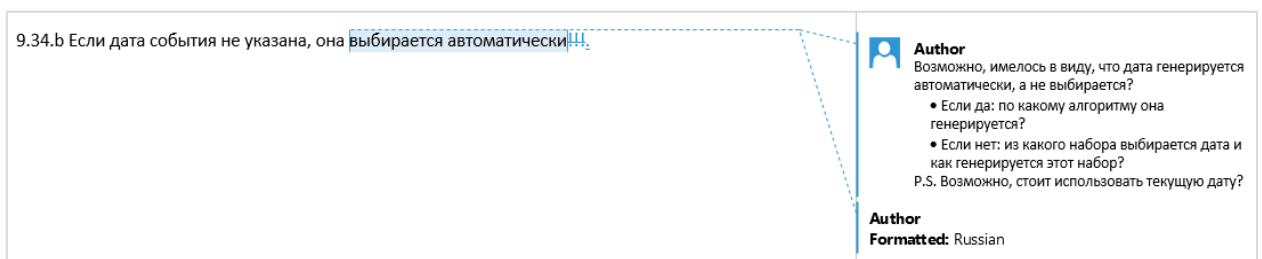 9.34.b Если дата события не указана, она выбирается автоматически!!!.
Author
Возможно, имелось в виду, что дата генерируется
автоматически, а не выбирается?
• Если да: по какому алгоритму она
генерируется?
• Если нет: из какого набора выбирается дата и
как генерируется этот набор?
P.S. Возможно, стоит использовать текущую дату?
Author
Formatted: Russian